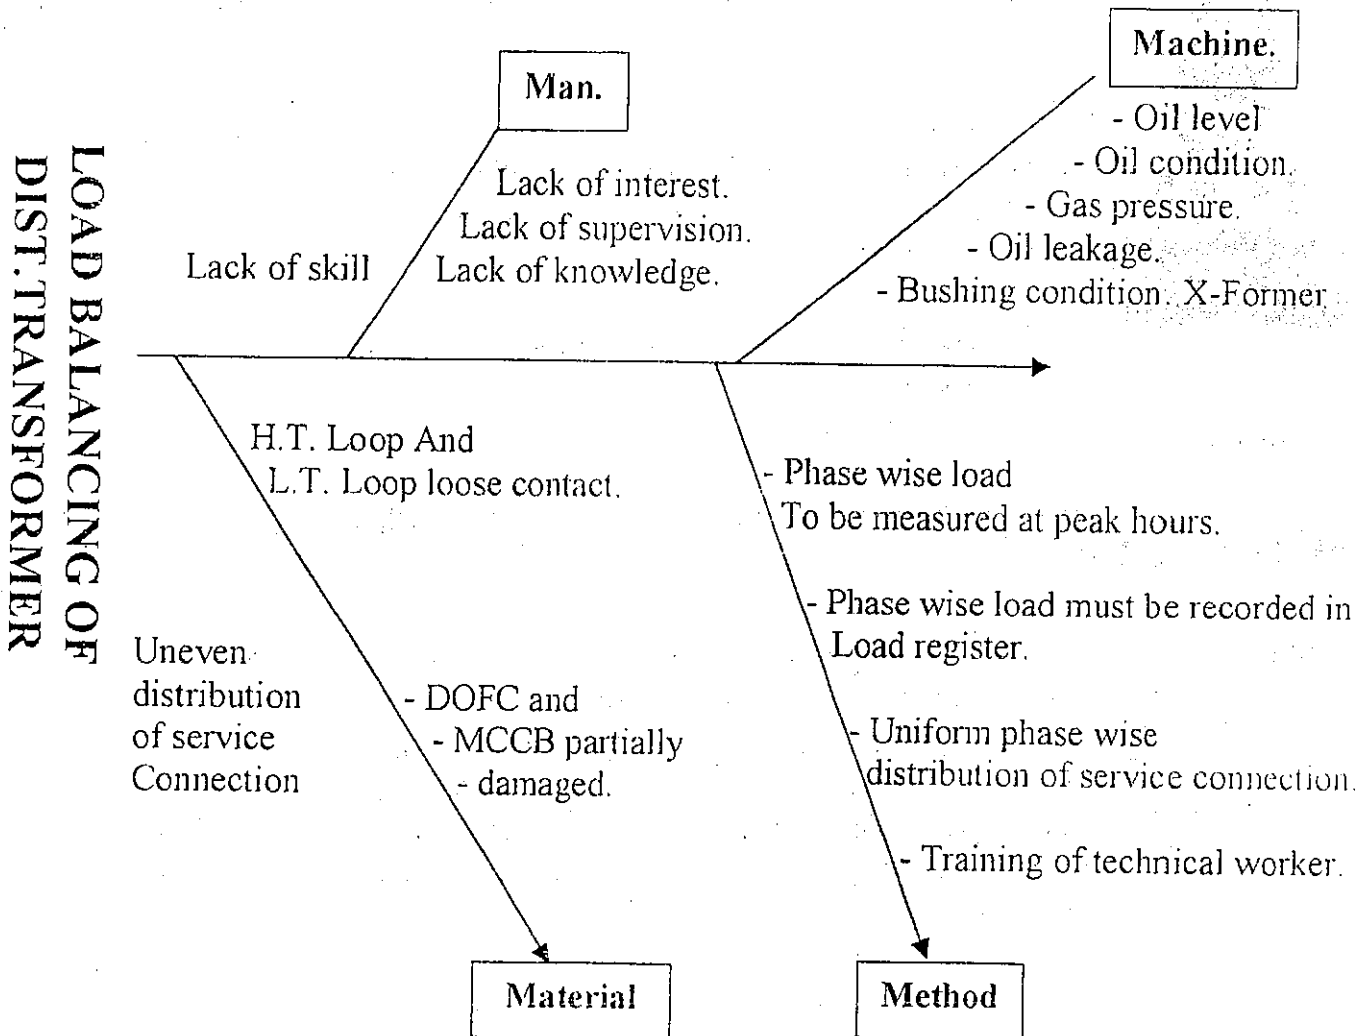 LOAD BALANCING OF
DIST.TRANSFORMER
Man.
Lack of interest.
Lack of supervision.
Lack of knowledge.
Lack of skill
Machine.
- Oil level
- Oil condition.
- Gas pressure.
- Oil leakage.
- Bushing condition. X-Former
H.T. Loop And
L.T. Loop loose contact.
Uneven
distribution
of service
Connection
- DOFC and
- MCCB partially
- damaged.
Material
- Phase wise load
To be measured at peak hours.
- Phase wise load must be recorded in
Load register.
- Uniform phase wise
distribution of service connection.
- Training of technical worker.
Method